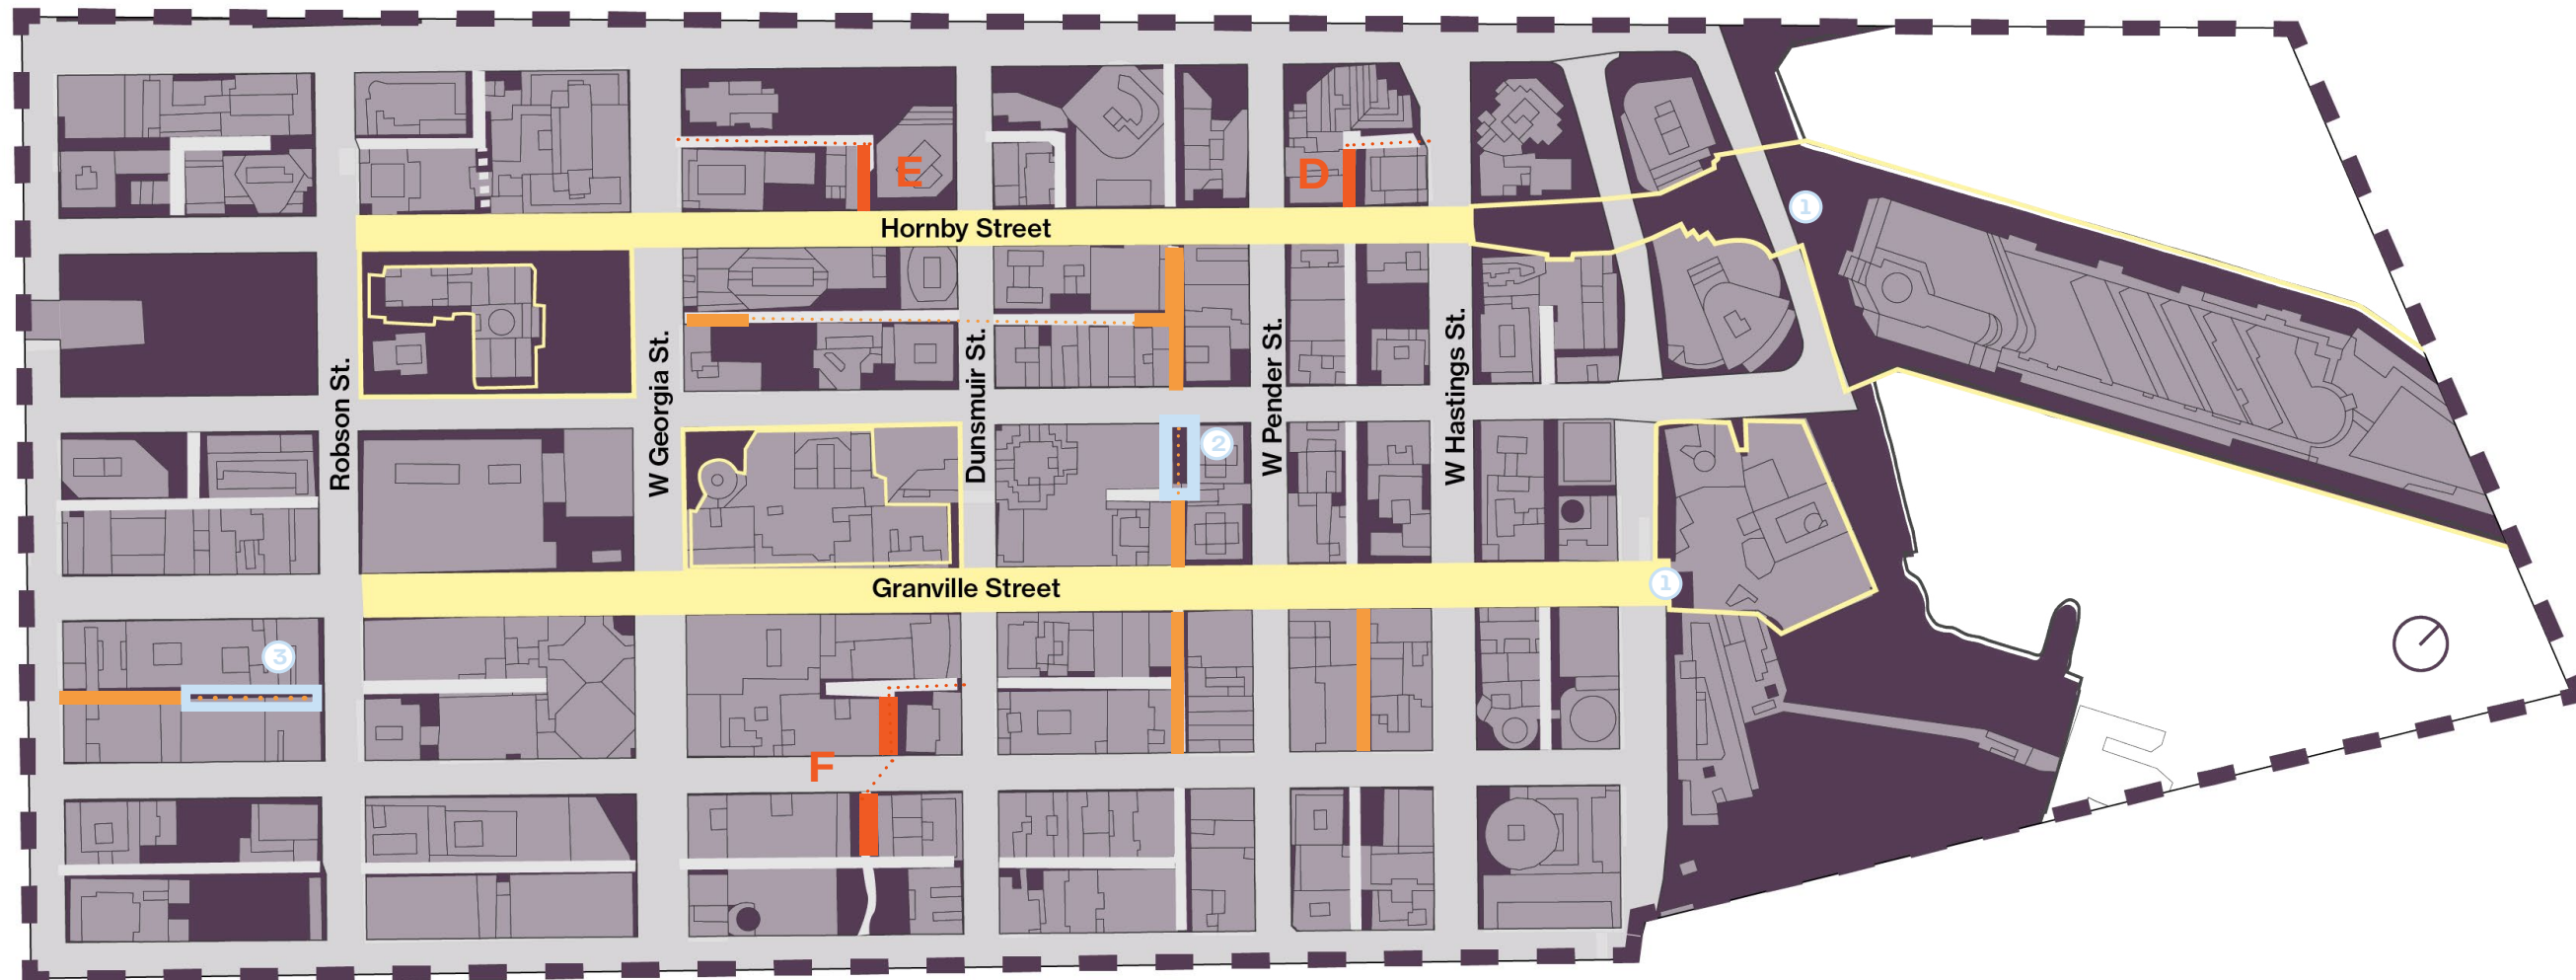 E
D
1
Hornby Street
Robson St.
W Georgia St.
Dunsmuir St.
W Pender St.
W Hastings St.
2
Granville Street
1
3
F